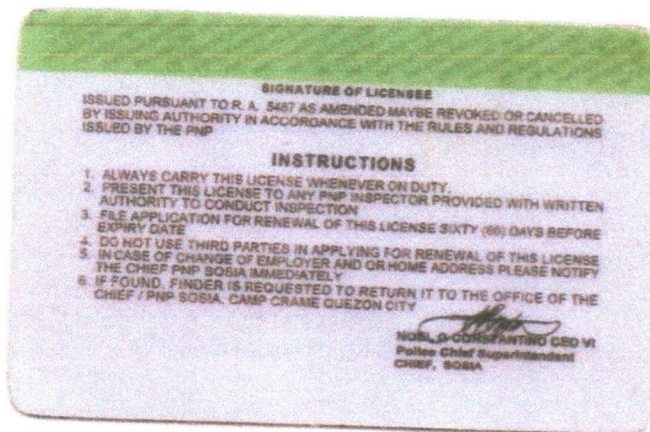 SIGNATURE OF LICENSEE
ISSUED PURSUANT TO R. A. 5487 AS AMENDED MAYBE REVOKED OR CANCELLED
BY ISSUING AUTHORITY IN ACCORDANCE WITH THE RULES AND REGULATIONS
ISSUED BY THE PNP
INSTRUCTIONS
1. ALWAYS CARRY THIS LICENSE WHENEVER ON DUTY.
2. PRESENT THIS LICENSE TO ANY PNP INSPECTOR PROVIDED WITH WRITTEN
AUTHORITY TO CONDUCT INSPECTION
3. FILE APPLICATION FOR RENEWAL OF THIS LICENSE SIXTY (60) DAYS BEFORE
EXPIRY DATE
4. DO NOT USE THIRD PARTIES IN APPLYING FOR RENEWAL OF THIS LICENSE
5. IN CASE OF CHANGE OF EMPLOYER AND OR HOME ADDRESS PLEASE NOTIFY
THE CHIEF PNP SOSIA IMMEDIATELY
6. IF FOUND, FINDER IS REQUESTED TO RETURN IT TO THE OFFICE OF THE
CHIEF / PNP SOSIA, CAMP CRAME QUEZON CITY
CONSTANTINO CEO VI
Police Chief Superintendent
CHIEF, SOSIA